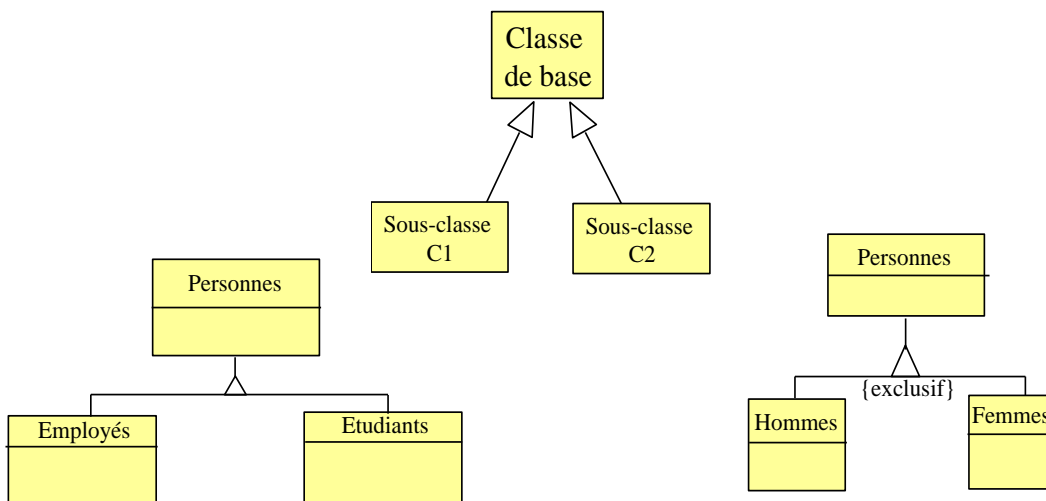 Classe
de base
Sous-classe
C1
Sous-classe
C2
Personnes
Employés
Etudiants
Personnes
{exclusif}
Hommes
Femmes